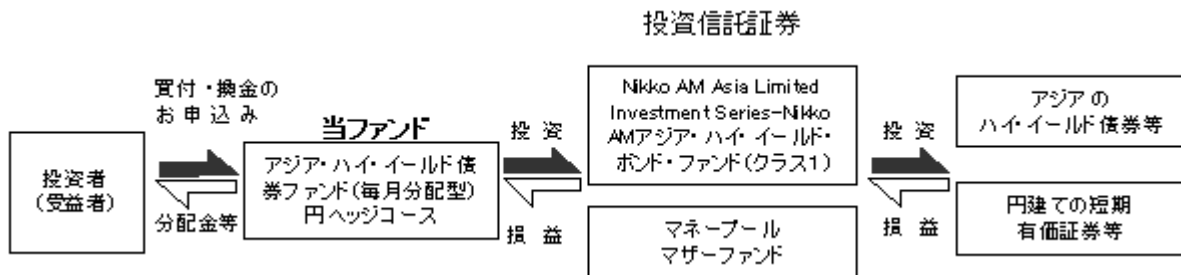 投資信託証券
買付・換金の
お申込み
投資者
(受益者)
分配金等
当ファンド
アジア・ハイ・イールド債
券ファンド(毎月分配型)
円ヘッジコース
投資
損益
Nikko AM Asia Limited
Investment Series-Nikko
AMアジア・ハイ・イールド・
ボンド・ファンド(クラス1)
マネープール
マザーファンド
投資
損益
アジアの
ハイ・イールド債券等
円建ての短期
有価証券等